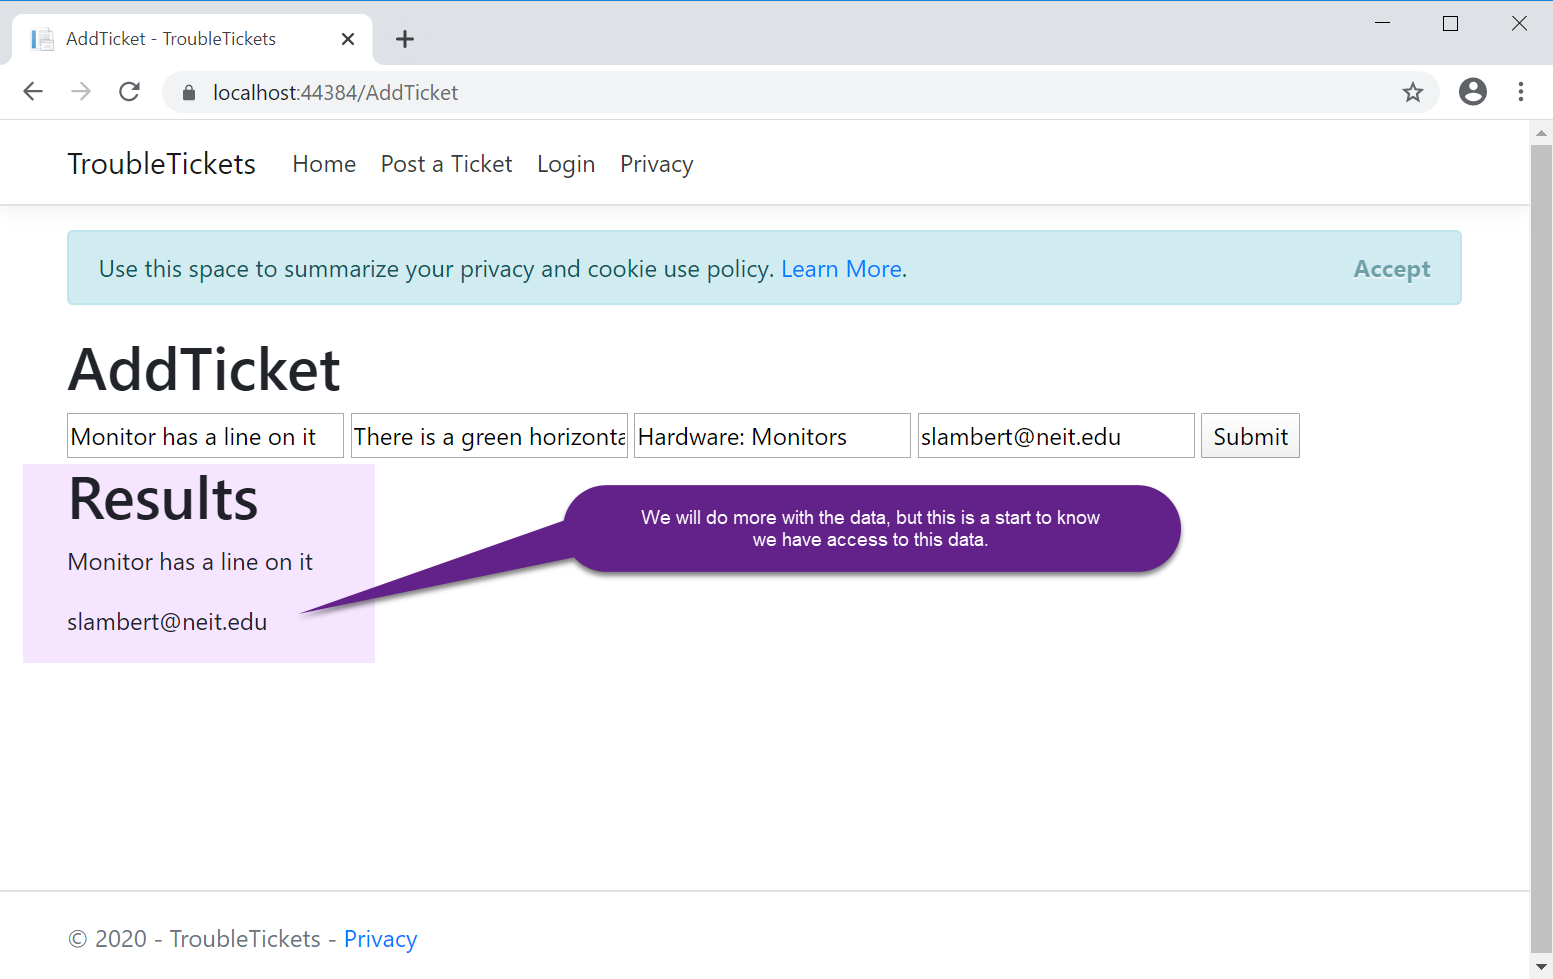 AddTicket - TroubleTickets
localhost:44384/AddTicket
TroubleTickets Home Post a Ticket Login Privacy
Use this space to summarize your privacy and cookie use policy. Learn More. Accept
AddTicket
Monitor has a line on it There is a green horizonta Hardware: Monitors slambert@neit.edu Submit
Results
Monitor has a line on it
slambert@neit.edu
We will do more with the data, but this is a start to know
we have access to this data.
© 2020 - TroubleTickets - Privacy